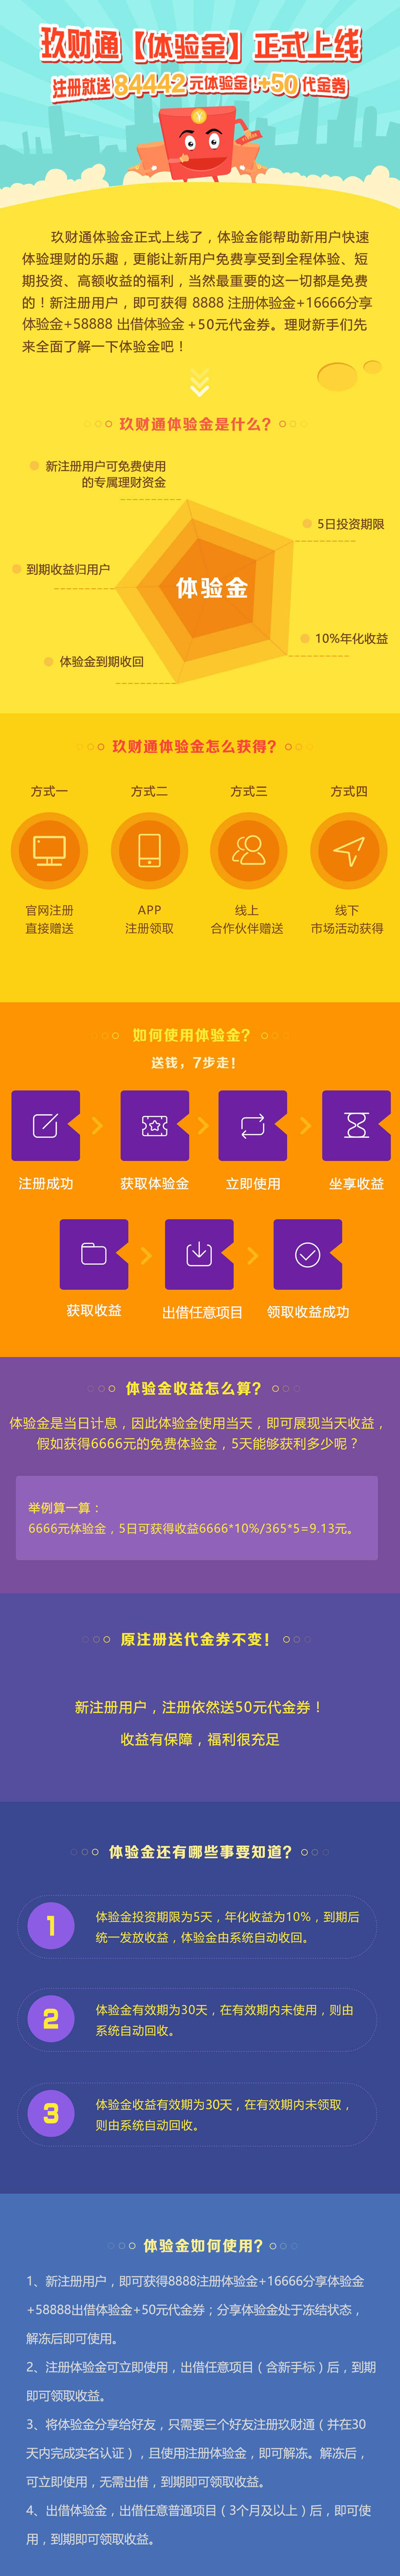 玖财通【体验金】正式上线
注册就送84442元体验金!+50代金券
玖财通体验金正式上线了，体验金能帮助新用户快速
体验理财的乐趣，更能让新用户免费享受到全程体验、短
期投资、高额收益的福利，当然最重要的这一切都是免费
的！新注册用户，即可获得 8888 注册体验金+16666分享
体验金+58888 出借体验金 +50元代金券。理财新手们先
来全面了解一下体验金吧！
玖财通体验金是什么?
新注册用户可免费使用
的专属理财资金
5日投资期限
到期收益归用户
体验金
10%年化收益
体验金到期收回
玖财通体验金怎么获得?
方式一 方式二 方式三 方式四
官网注册 APP 线上 线下
直接赠送 注册领取 合作伙伴赠送 市场活动获得
如何使用体验金?
送钱，7步走!
注册成功 获取体验金 立即使用 坐享收益
获取收益 出借任意项目 领取收益成功
体验金收益怎么算?
体验金是当日计息，因此体验金使用当天，即可展现当天收益，
假如获得6666元的免费体验金，5天能够获利多少呢？
举例算一算：
6666元体验金，5日可获得收益6666*10%/365*5=9.13元。
原注册送代金券不变!
新注册用户，注册依然送50元代金券！
收益有保障，福利很充足
体验金还有哪些事要知道?
1
体验金投资期限为5天，年化收益为10%，到期后
统一发放收益，体验金由系统自动收回。
2
体验金有效期为30天，在有效期内未使用，则由
系统自动回收。
3
体验金收益有效期为30天，在有效期内未领取，
则由系统自动回收。
体验金如何使用?
1、新注册用户，即可获得8888注册体验金+16666分享体验金
+58888出借体验金+50元代金券；分享体验金处于冻结状态，
解冻后即可使用。
2、注册体验金可立即使用，出借任意项目（含新手标）后，到期
即可领取收益。
3、将体验金分享给好友，只需要三个好友注册玖财通（并在30
天内完成实名认证），且使用注册体验金，即可解冻。解冻后，
可立即使用，无需出借，到期即可领取收益。
4、出借体验金，出借任意普通项目（3个月及以上）后，即可使
用，到期即可领取收益。